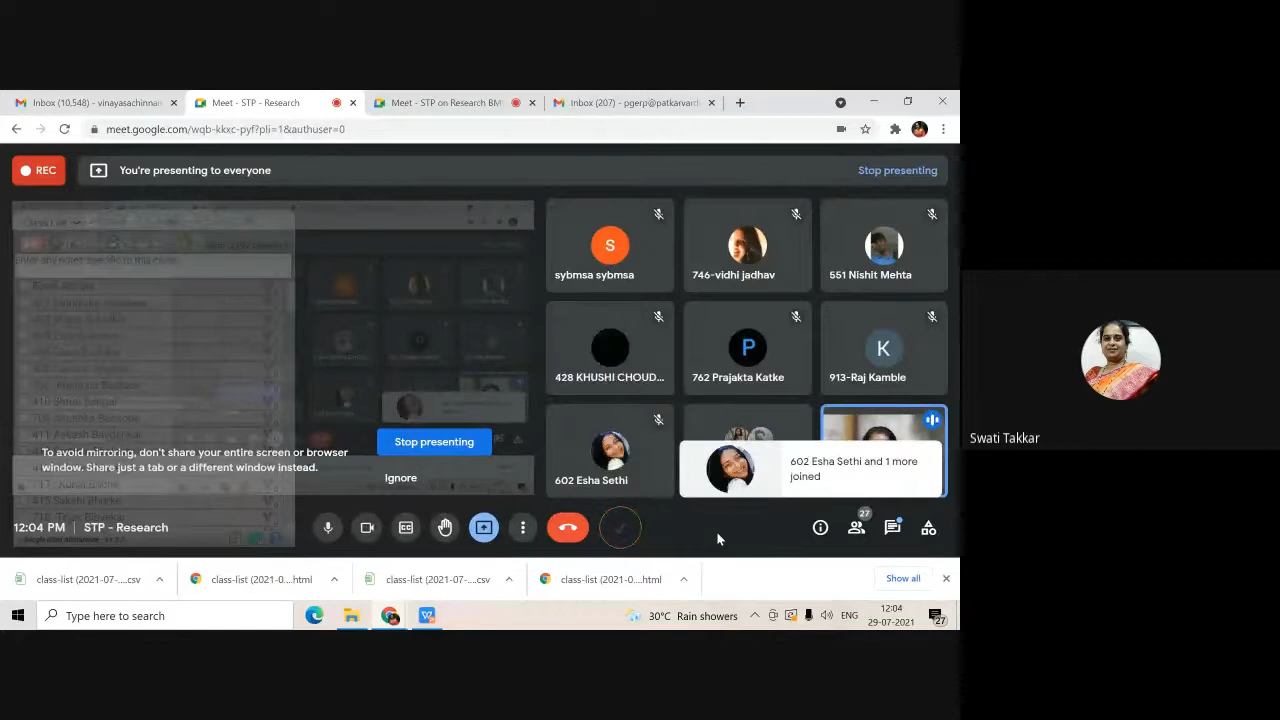 Inbox (10,548) - vinayasachinnai
Meet - STP - Research
Meet - STP on Research BM
Inbox (207) - pgerp@patkarvard
meet.google.com/wqb-kkxc-pyf?pli=1&authuser=0
REC
You're presenting to everyone
Stop presenting
S
sybmsa sybmsa
746-vidhi jadhav
551 Nishit Mehta
428 KHUSHI CHOUD...
P
762 Prajakta Katke
K
913-Raj Kamble
Swati Takkar
Stop presenting
To avoid mirroring, don't share your entire screen or browser
window. Share just a tab or a different window instead.
Ignore
602 Esha Sethi
602 Esha Sethi and 1 more
joined
12:04 PM | STP - Research
27
class-list (2021-07-....csv
class-list (2021-0....html
class-list (2021-07-....csv
class-list (2021-0....html
Show all
Type here to search
30°C Rain showers
ENG
12:04
29-07-2021
27